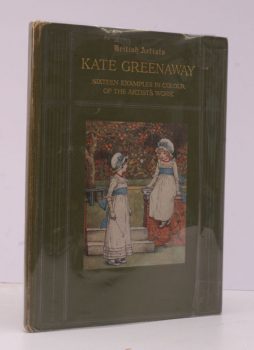 British Artists
KATE GREENAWAY
SIXTEEN EXAMPLES IN COLOUR
OF THE ARTIST'S WORK